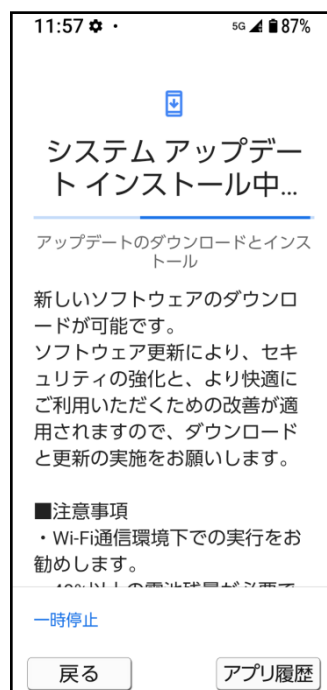 11:57
5G 87%
システム アップデー
ト インストール中...
アップデートのダウンロードとインス
トール
新しいソフトウェアのダウンロ
ードが可能です。
ソフトウェア更新により、セキ
ュリティの強化と、より快適に
ご利用いただくための改善が適
用されますので、ダウンロード
と更新の実施をお願いします。
■注意事項
・Wi-Fi通信環境下での実行をお
勧めします。
一時停止
戻る
アプリ履歴